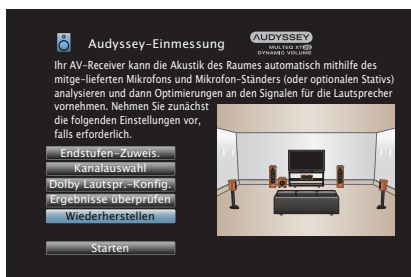 Audyssey-Einmessung
AUDYSSEY
MULTEQ XT32
DYNAMIC VOLUME
Ihr AV-Receiver kann die Akustik des Raumes automatisch mithilfe des
mitge-lieferten Mikrofons und Mikrofon-Ständers (oder optionalen Stativs)
analysieren und dann Optimierungen an den Signalen für die Lautsprecher
vornehmen. Nehmen Sie zunächst
die folgenden Einstellungen vor,
falls erforderlich.
Endstufen-Zuweis.
Kanalauswahl
Dolby Lautspr.-Konfig.
Ergebnisse überprüfen
Wiederherstellen
Starten